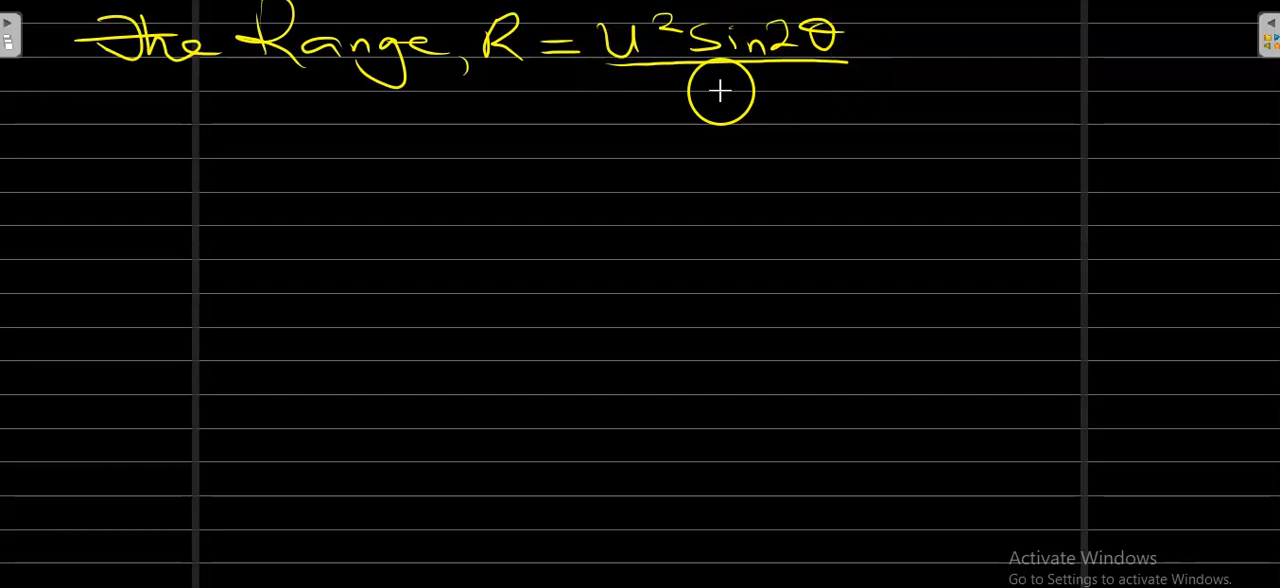 The Range, R = U²Sin2θ
Activate Windows
Go to Settings to activate Windows.